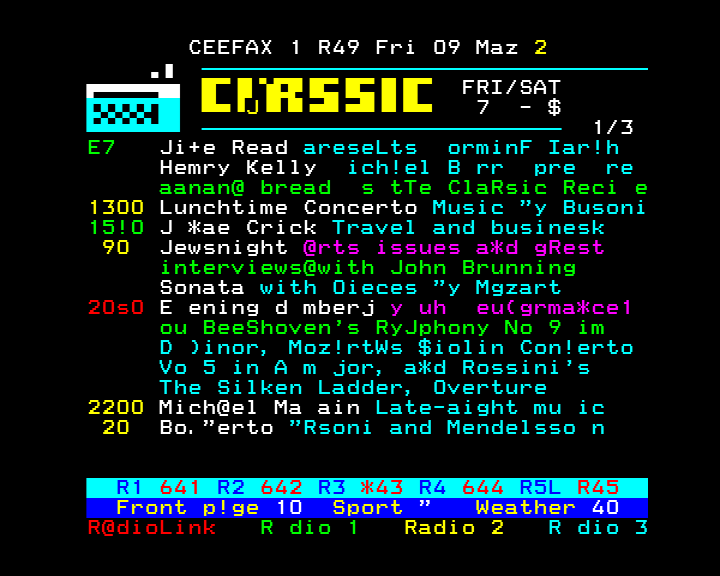 CEEFAX 1 R49 Fri 09 Maz 2
CLASSIC J FRI/SAT
7 - $
1/3
E7 Ji+e Read areseLts orminF Iar!h
Hemry Kelly ich!el B rr pre re
aanan@ bread s tTe ClaRsic Reci e
1300 Lunchtime Concerto Music "y Busoni
15!0 J *ae Crick Travel and businesk
90 Jewsnight @rts issues a*d gRest
interviews@with John Brunning
Sonata with Oieces "y Mgzart
20s0 E ening d mberj y uh eu(grma*ce1
ou BeeShoven's RyJphony No 9 im
D )inor, Moz!rtWs $iolin Con!erto
Vo 5 in A m jor, a*d Rossini's
The Silken Ladder, Overture
2200 Mich@el Ma ain Late-aight mu ic
20 Bo."erto "Rsoni and Mendelsso n
R1 641 R2 642 R3 *43 R4 644 R5L R45
Front p!ge 10 Sport " Weather 40
R@dioLink R dio 1 Radio 2 R dio 3